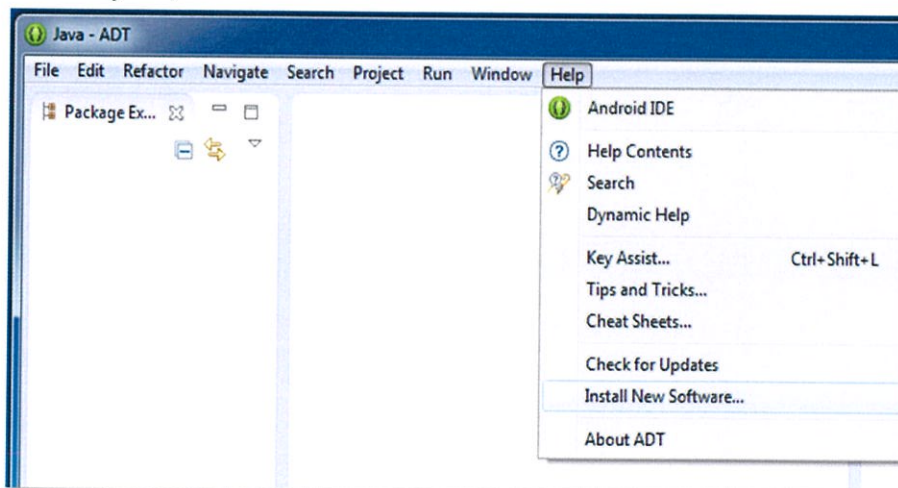 Java - ADT
File Edit Refactor Navigate Search Project Run Window Help
Package Ex...
Android IDE
Help Contents
Search
Dynamic Help
Key Assist... Ctrl+Shift+L
Tips and Tricks...
Cheat Sheets...
Check for Updates
Install New Software...
About ADT